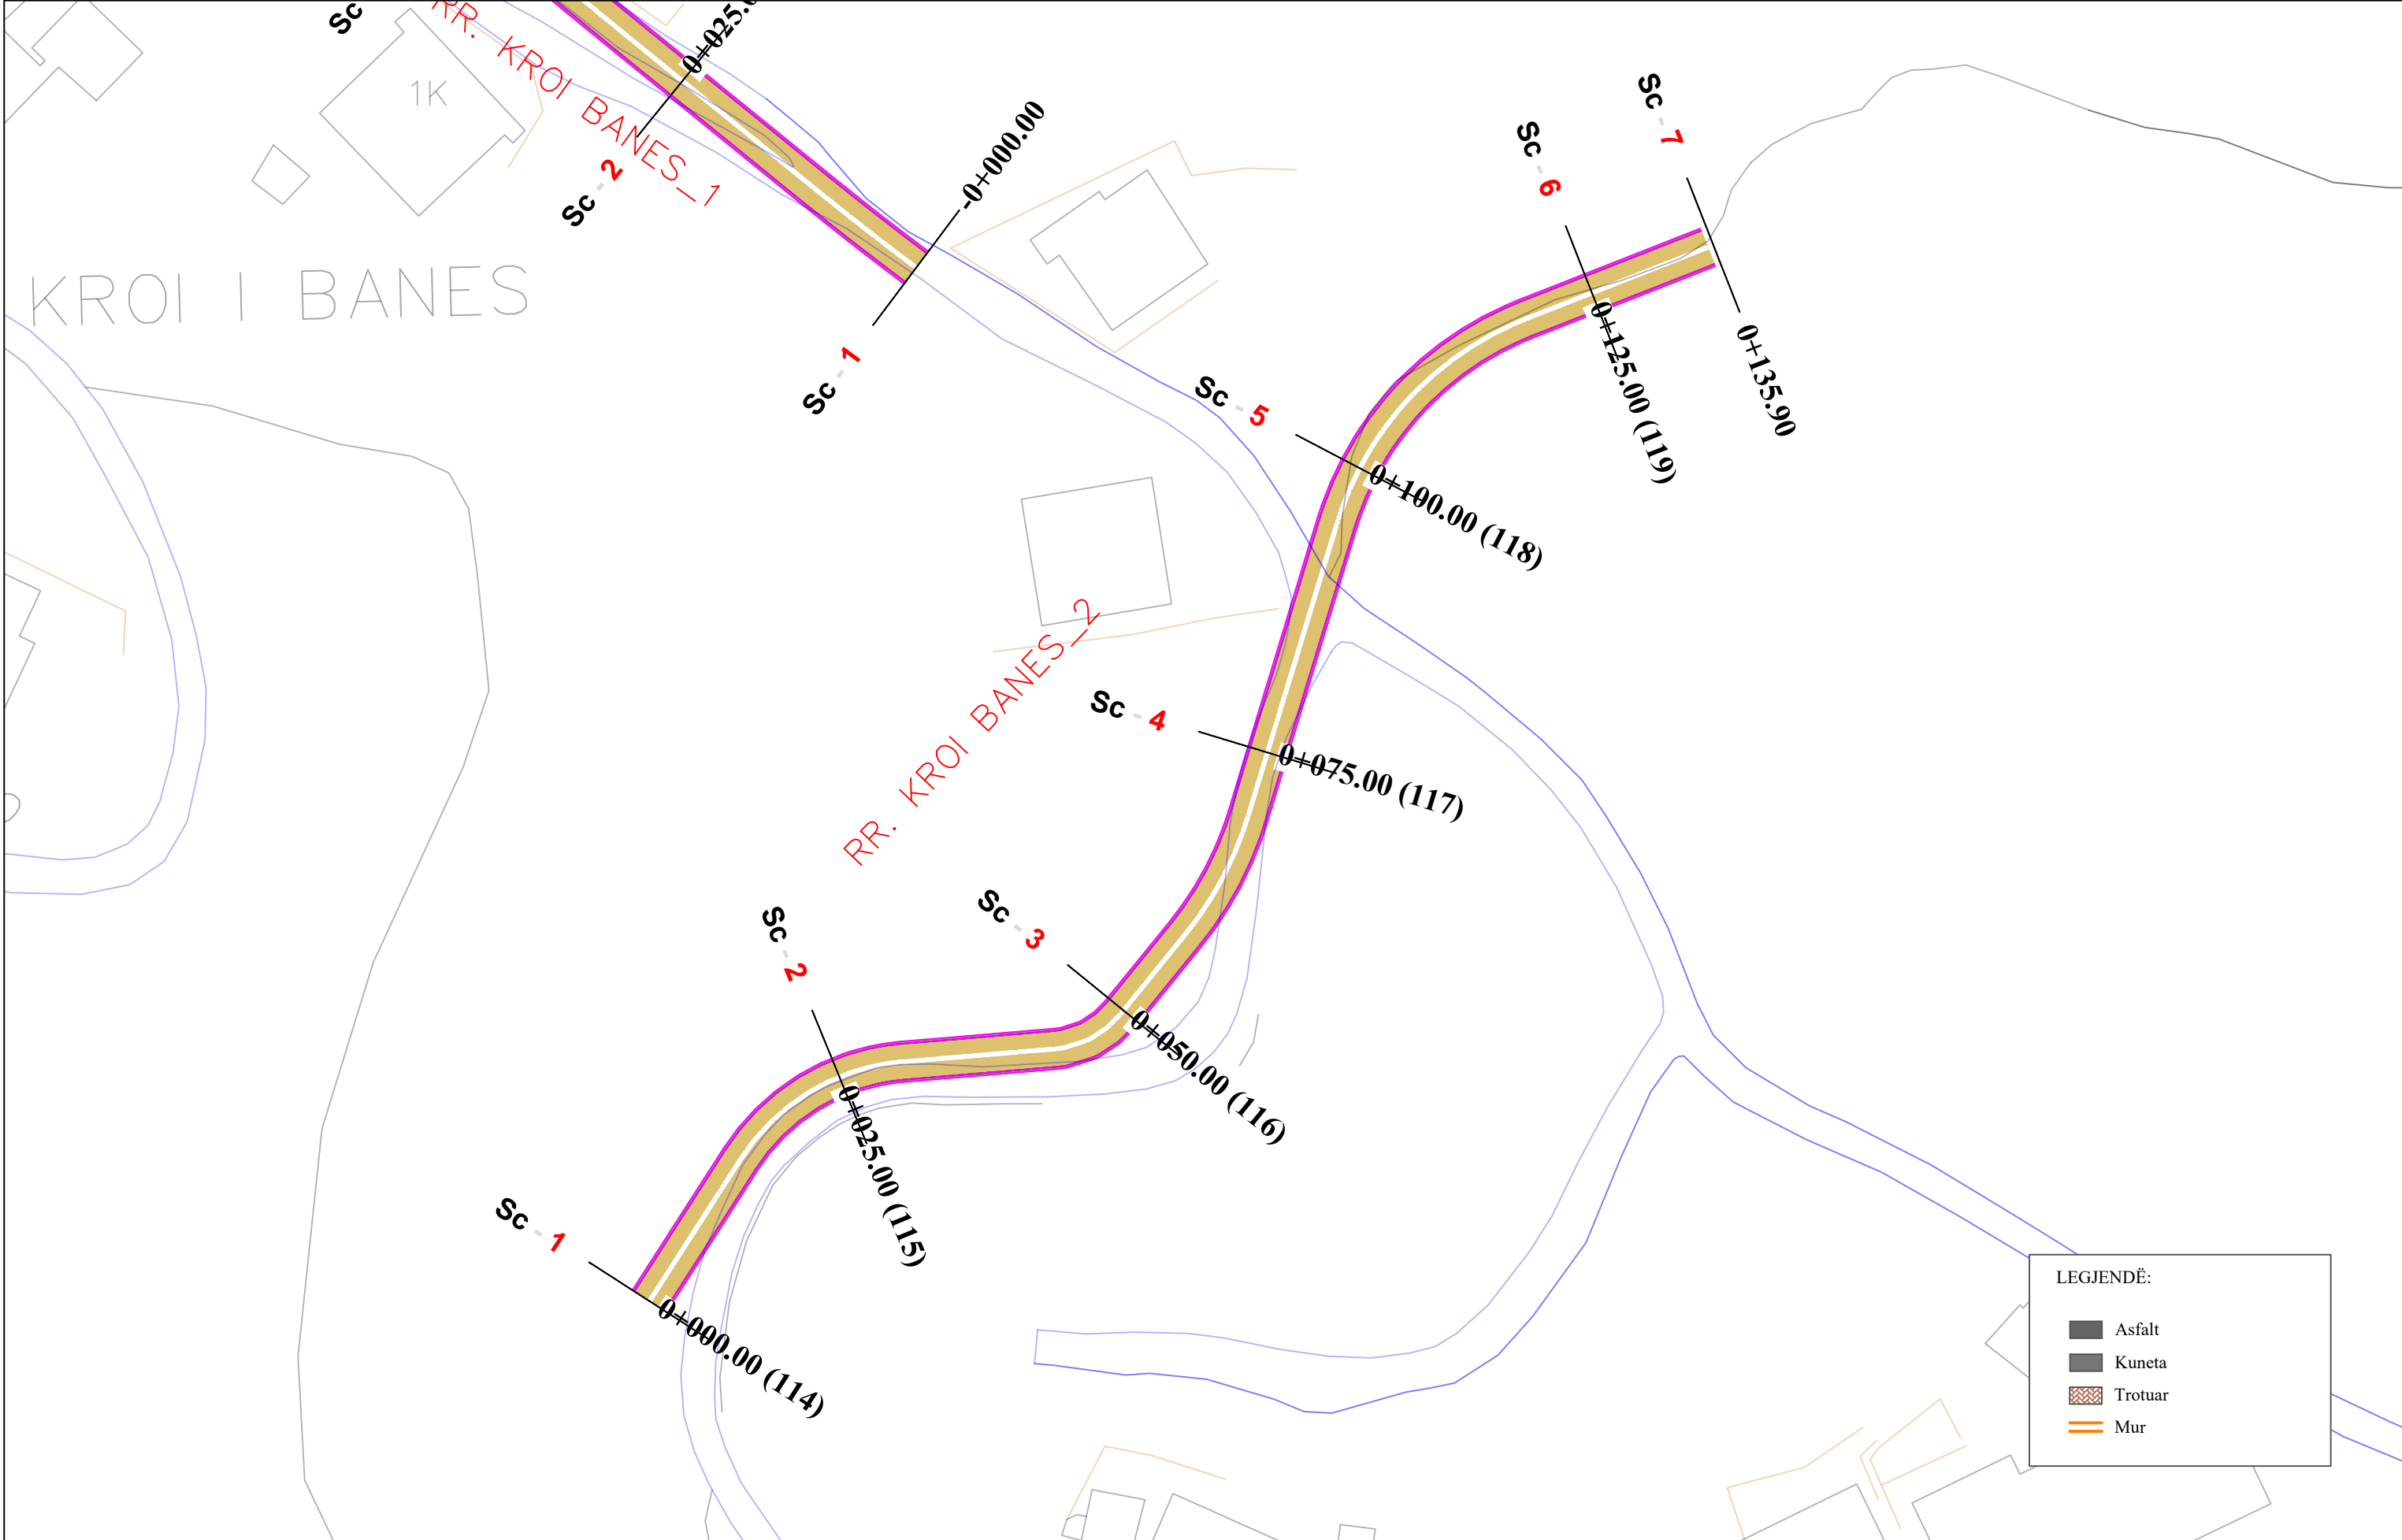 Sc
RR. KROI BANES_1
1K
Sc - 2
-0+000.00
Sc - 1
KROI I BANES
Sc - 7
Sc - 6
0+135.90
0+125.00 (119)
Sc - 5
0+100.00 (118)
RR. KROI BANES_2
Sc - 4
0+075.00 (117)
Sc - 3
0+050.00 (116)
Sc - 2
0+025.00 (115)
Sc - 1
0+000.00 (114)
LEGJENDË:
Asfalt
Kuneta
Trotuar
Mur